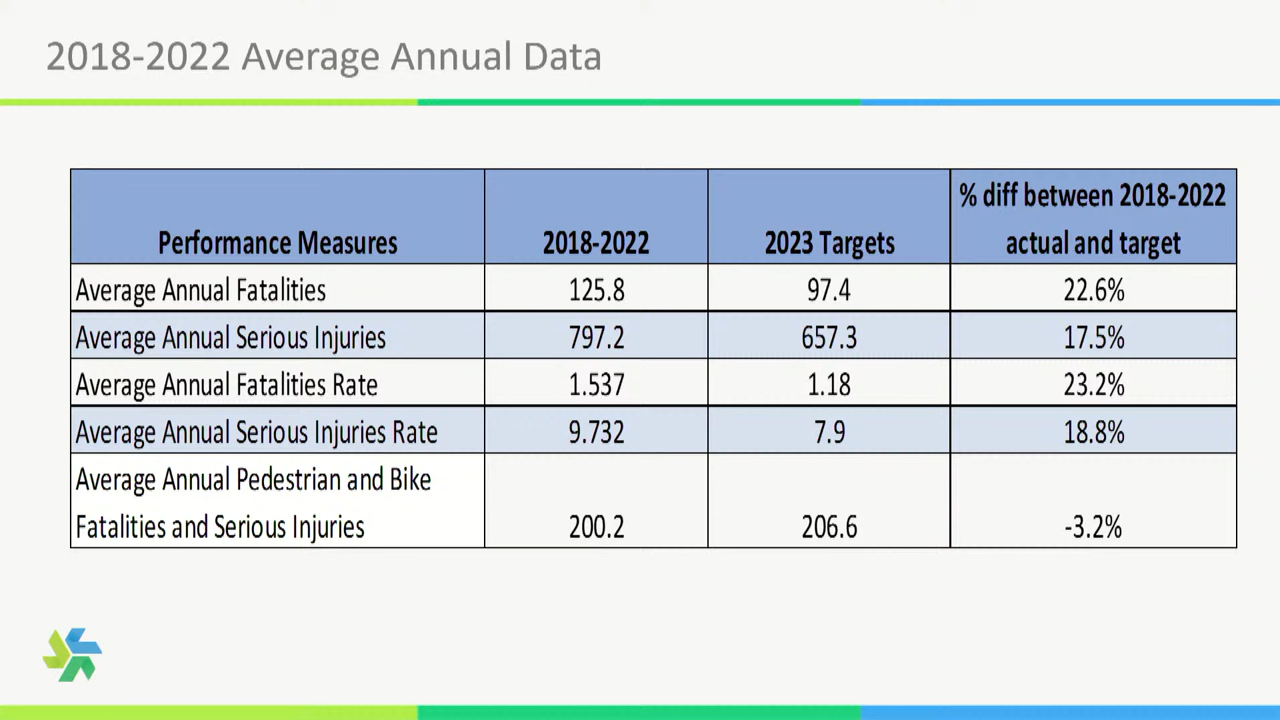 2018-2022 Average Annual Data
% diff between 2018-2022
Performance Measures 2018-2022 2023 Targets actual and target
Average Annual Fatalities 125.8 97.4 22.6%
Average Annual Serious Injuries 797.2 657.3 17.5%
Average Annual Fatalities Rate 1.537 1.18 23.2%
Average Annual Serious Injuries Rate 9.732 7.9 18.8%
Average Annual Pedestrian and Bike
Fatalities and Serious Injuries 200.2 206.6 -3.2%